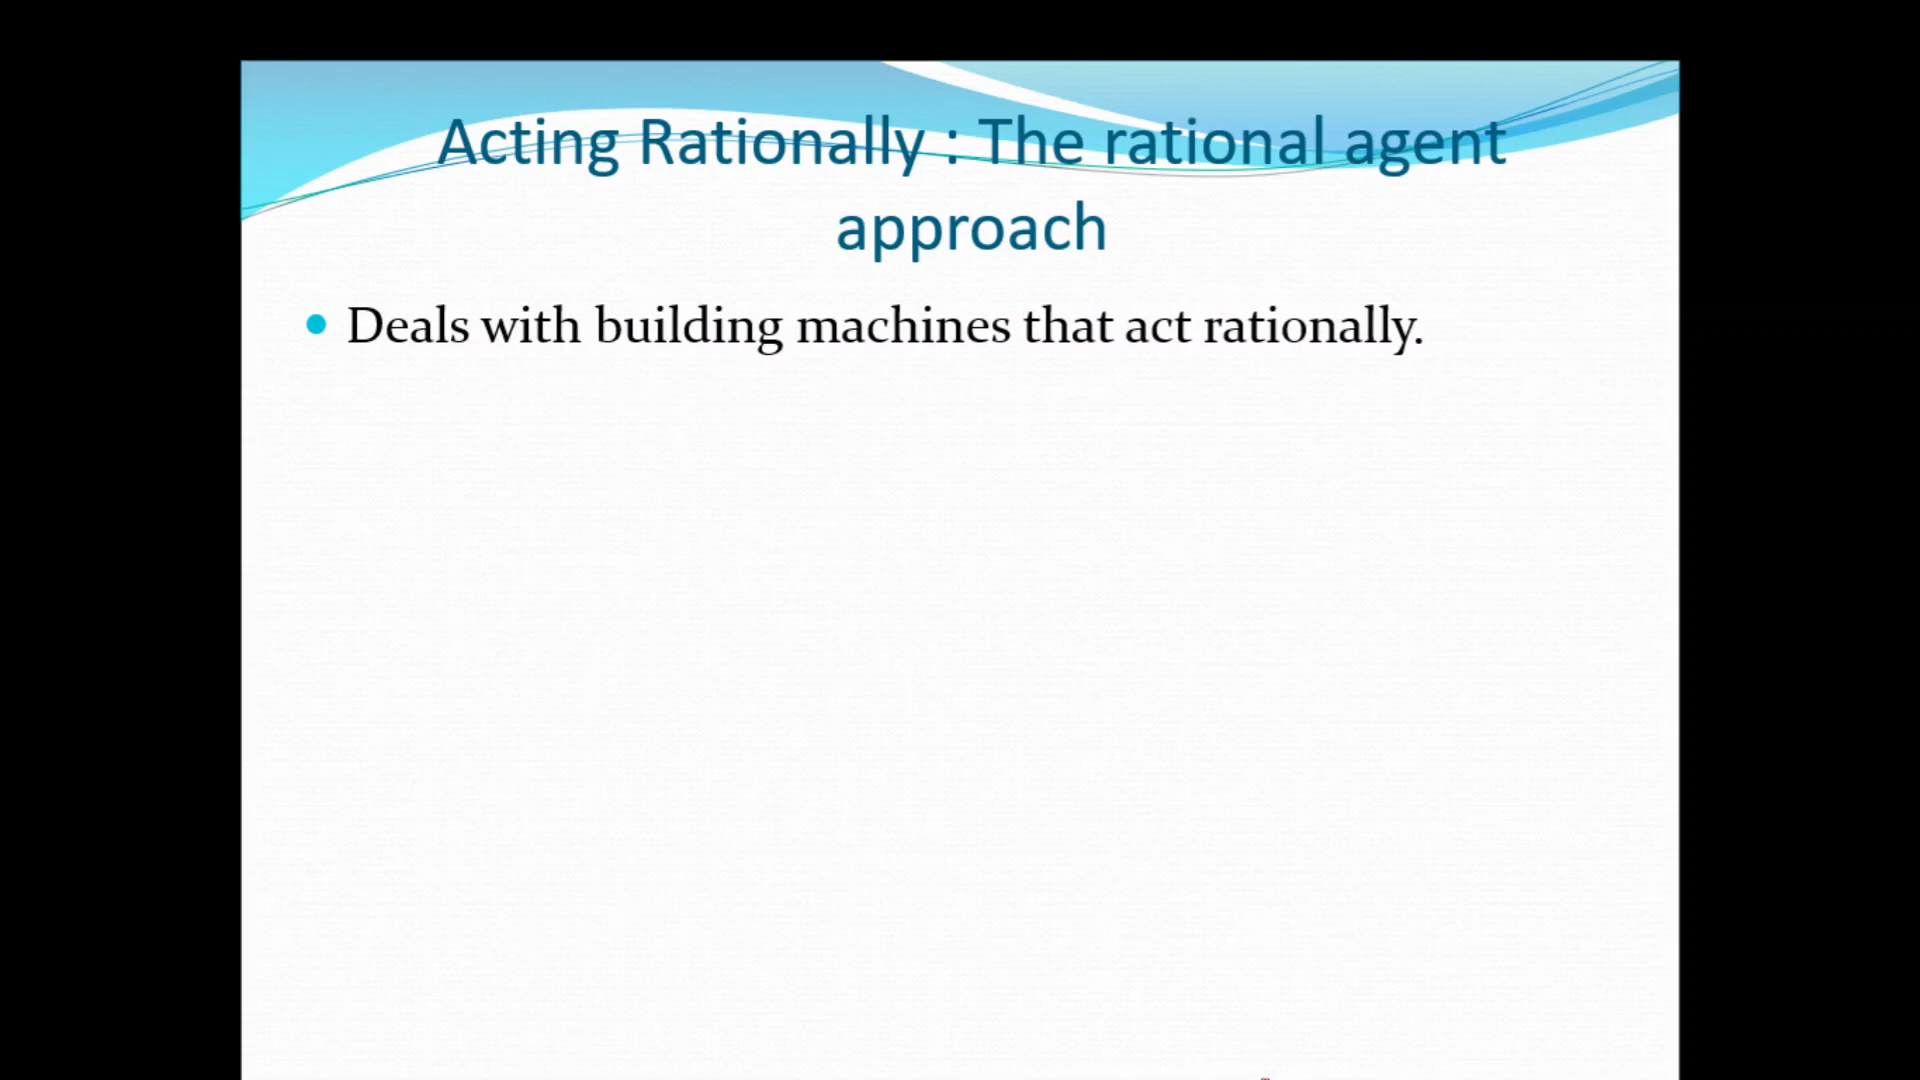 Acting Rationally : The rational agent
approach
Deals with building machines that act rationally.